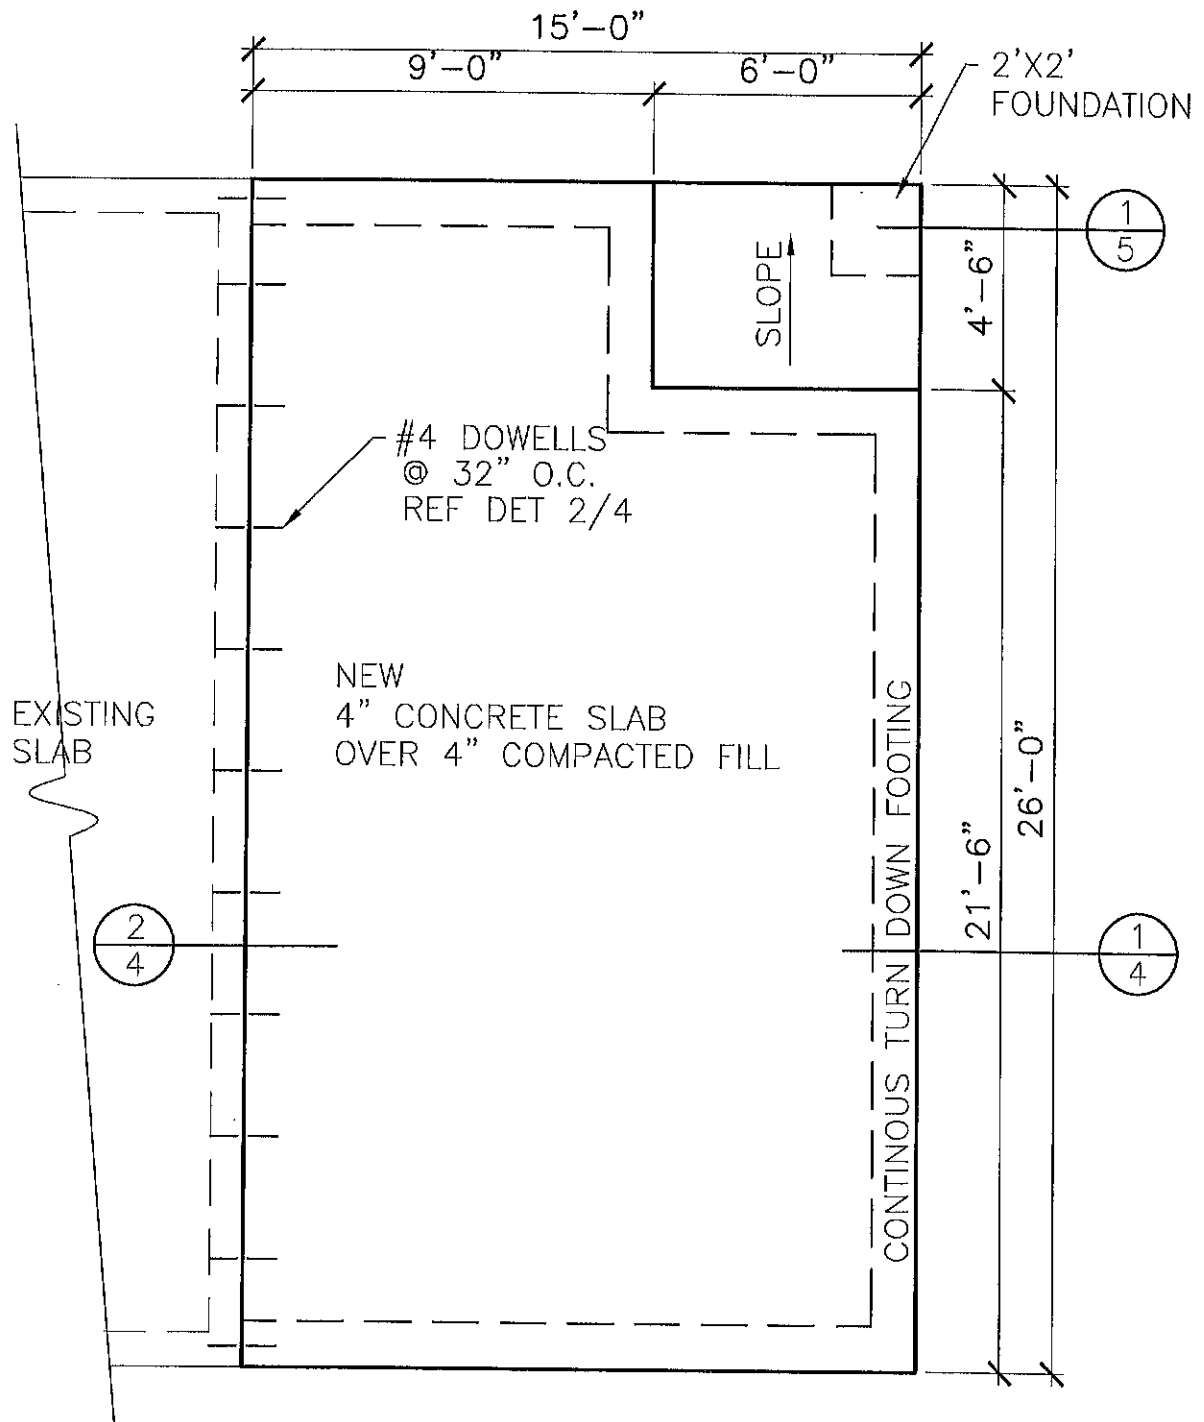 15'-0"
9'-0"
6'-0"
2'X2'
FOUNDATION
1
5
SLOPE
4'-6"
#4 DOWELLS
@ 32" O.C.
REF DET 2/4
NEW
4" CONCRETE SLAB
OVER 4" COMPACTED FILL
EXISTING
SLAB
CONTINOUS TURN DOWN FOOTING
21'-6"
26'-0"
2
4
1
4